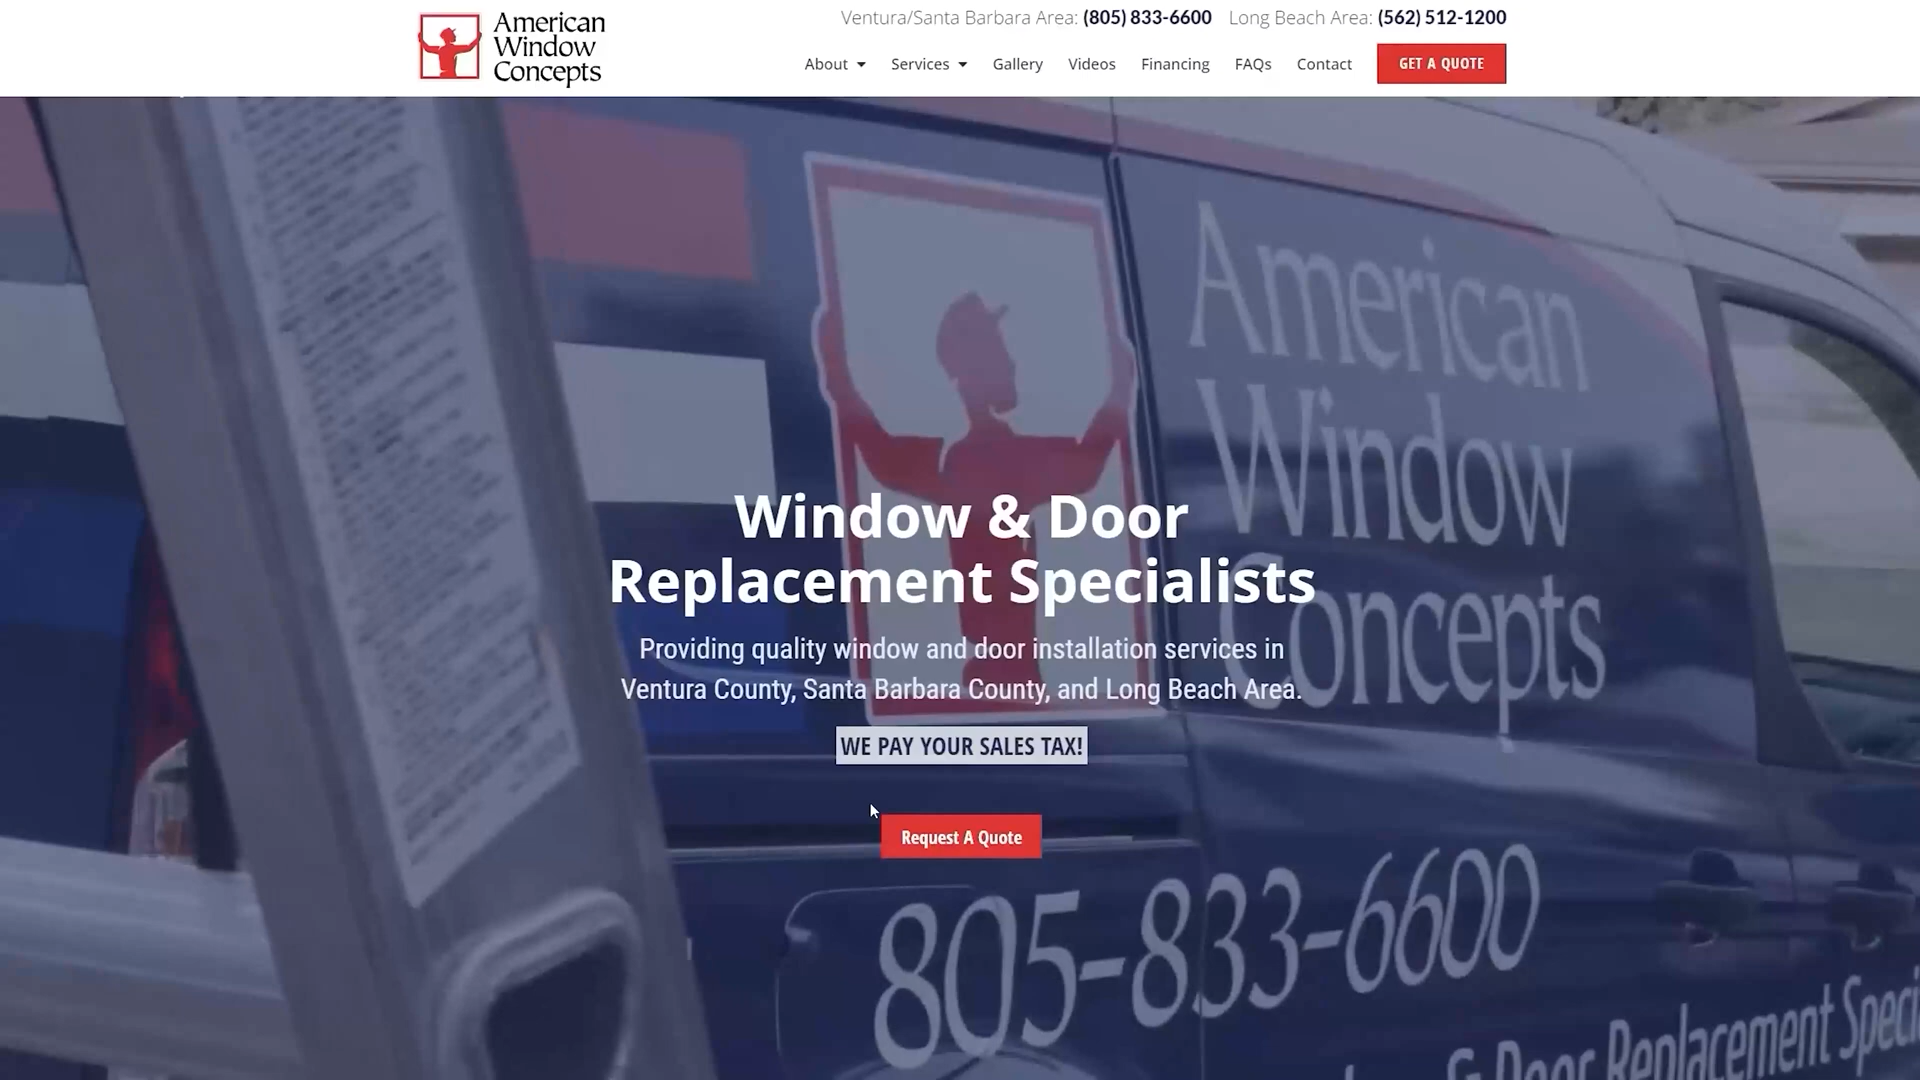 American
Window
Concepts
Ventura/Santa Barbara Area: (805) 833-6600 Long Beach Area: (562) 512-1200
About Services Gallery Videos Financing FAQs Contact GET A QUOTE
American
Window
Concepts
Window & Door
Replacement Specialists
Providing quality window and door installation services in
Ventura County, Santa Barbara County, and Long Beach Area.
WE PAY YOUR SALES TAX!
Request A Quote
805-833-6600
& Door Replacement Speci